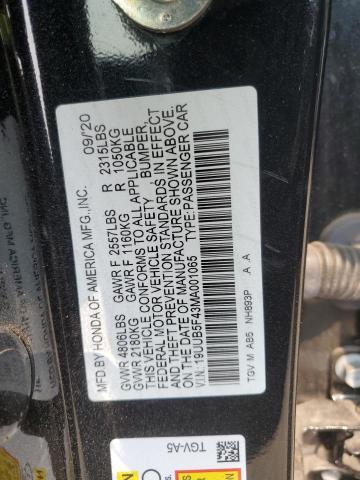 MFD BY HONDA OF AMERICA MFG.,INC. 09/20
GVWR 4806LBS GAWR F 2557LBS R 2315LBS
GVWR 2180KG GAWR F 1160KG R 1050KG
THIS VEHICLE CONFORMS TO ALL APPLICABLE
FEDERAL MOTOR VEHICLE SAFETY, BUMPER,
AND THEFT PREVENTION STANDARDS IN EFFECT
ON THE DATE OF MANUFACTURE SHOWN ABOVE.
V.I.N: 19UUB5F43MA001065 TYPE:PASSENGER CAR
TGV M AB5 NH893P A A
TGV-A5